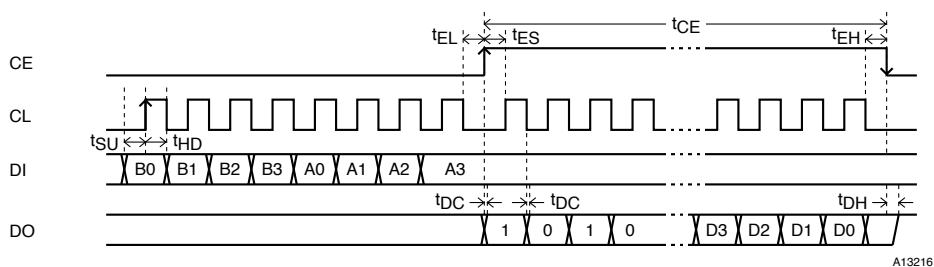 tCE
tEL tES tEH
CE
CL
tSU tHD
DI B0 B1 B2 B3 A0 A1 A2 A3
tDC tDC tDH
DO 1 0 1 0 D3 D2 D1 D0
A13216